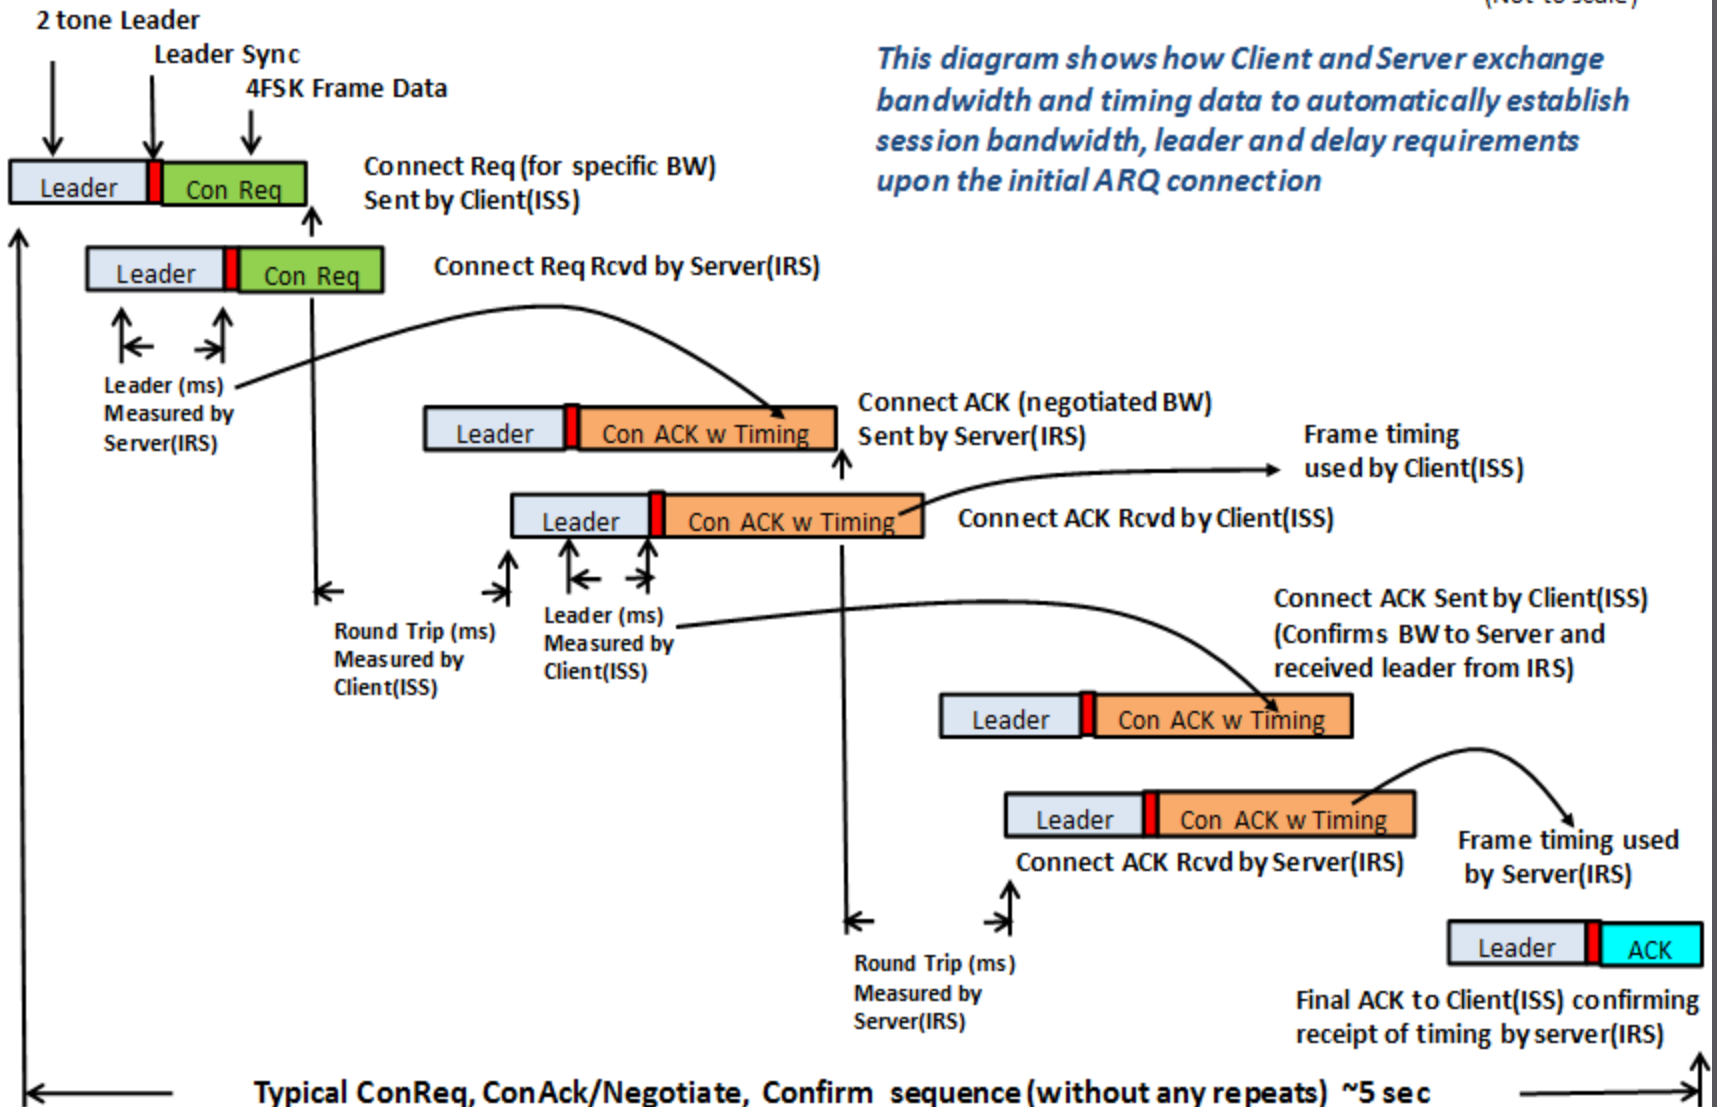 (Not to scale)
2 tone Leader
Leader Sync
4FSK Frame Data
This diagram shows how Client and Server exchange
bandwidth and timing data to automatically establish
session bandwidth, leader and delay requirements
upon the initial ARQ connection
Leader
Con Req
Connect Req (for specific BW)
Sent by Client(ISS)
Leader
Con Req
Connect Req Rcvd by Server(IRS)
Leader (ms)
Measured by
Server(IRS)
Leader
Con ACK w Timing
Connect ACK (negotiated BW)
Sent by Server(IRS)
Frame timing
used by Client(ISS)
Leader
Con ACK w Timing
Connect ACK Rcvd by Client(ISS)
Round Trip (ms)
Measured by
Client(ISS)
Leader (ms)
Measured by
Client(ISS)
Connect ACK Sent by Client(ISS)
(Confirms BW to Server and
received leader from IRS)
Leader
Con ACK w Timing
Leader
Con ACK w Timing
Connect ACK Rcvd by Server(IRS)
Frame timing used
by Server(IRS)
Round Trip (ms)
Measured by
Server(IRS)
Leader
ACK
Final ACK to Client(ISS) confirming
receipt of timing by server(IRS)
Typical ConReq, ConAck/Negotiate, Confirm sequence (without any repeats) ~5 sec